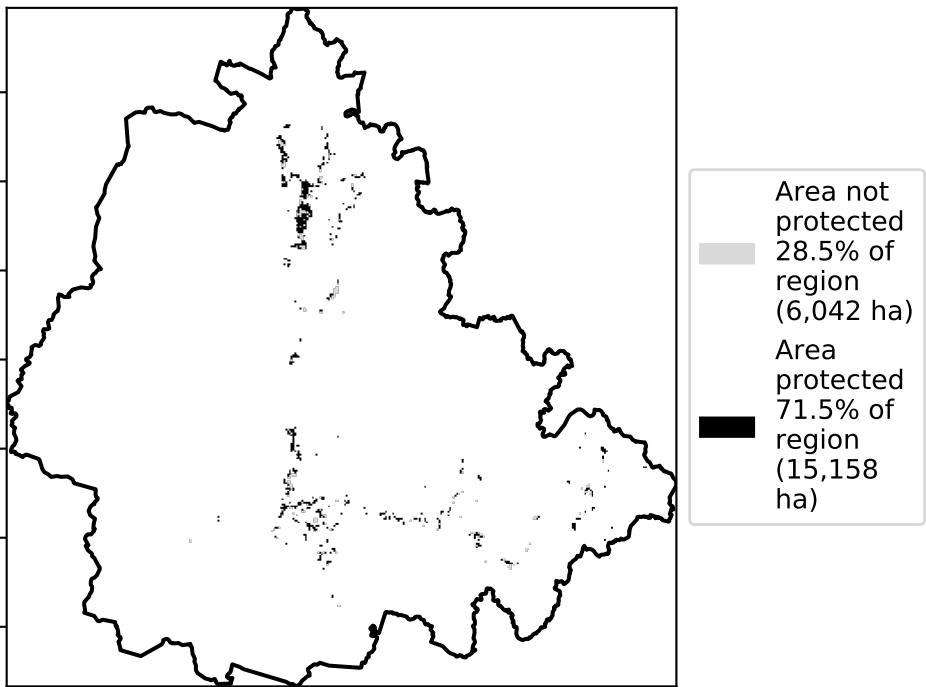 Area not
protected
28.5% of
region
(6,042 ha)
Area
protected
71.5% of
region
(15,158
ha)